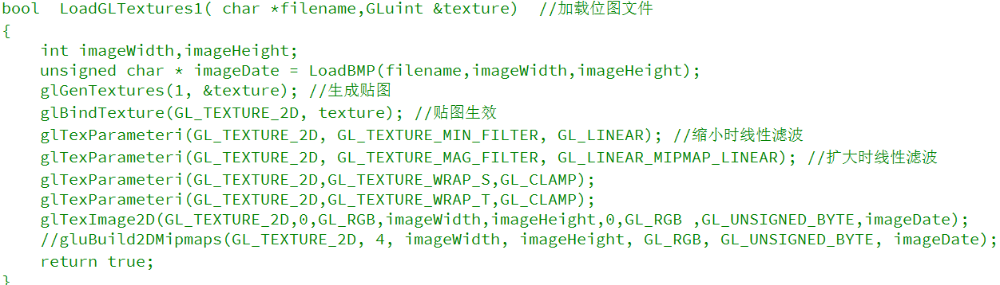 bool  LoadGLTextures1( char *filename,GLuint &texture)  //加载位图文件
{
    int imageWidth,imageHeight;
    unsigned char * imageDate = LoadBMP(filename,imageWidth,imageHeight);
    glGenTextures(1, &texture); //生成贴图
    glBindTexture(GL_TEXTURE_2D, texture); //贴图生效
    glTexParameteri(GL_TEXTURE_2D, GL_TEXTURE_MIN_FILTER, GL_LINEAR); //缩小时线性滤波
    glTexParameteri(GL_TEXTURE_2D, GL_TEXTURE_MAG_FILTER, GL_LINEAR_MIPMAP_LINEAR); //扩大时线性滤波
    glTexParameteri(GL_TEXTURE_2D,GL_TEXTURE_WRAP_S,GL_CLAMP);
    glTexParameteri(GL_TEXTURE_2D,GL_TEXTURE_WRAP_T,GL_CLAMP);
    glTexImage2D(GL_TEXTURE_2D,0,GL_RGB,imageWidth,imageHeight,0,GL_RGB ,GL_UNSIGNED_BYTE,imageDate);
    //gluBuild2DMipmaps(GL_TEXTURE_2D, 4, imageWidth, imageHeight, GL_RGB, GL_UNSIGNED_BYTE, imageDate);
    return true;
}